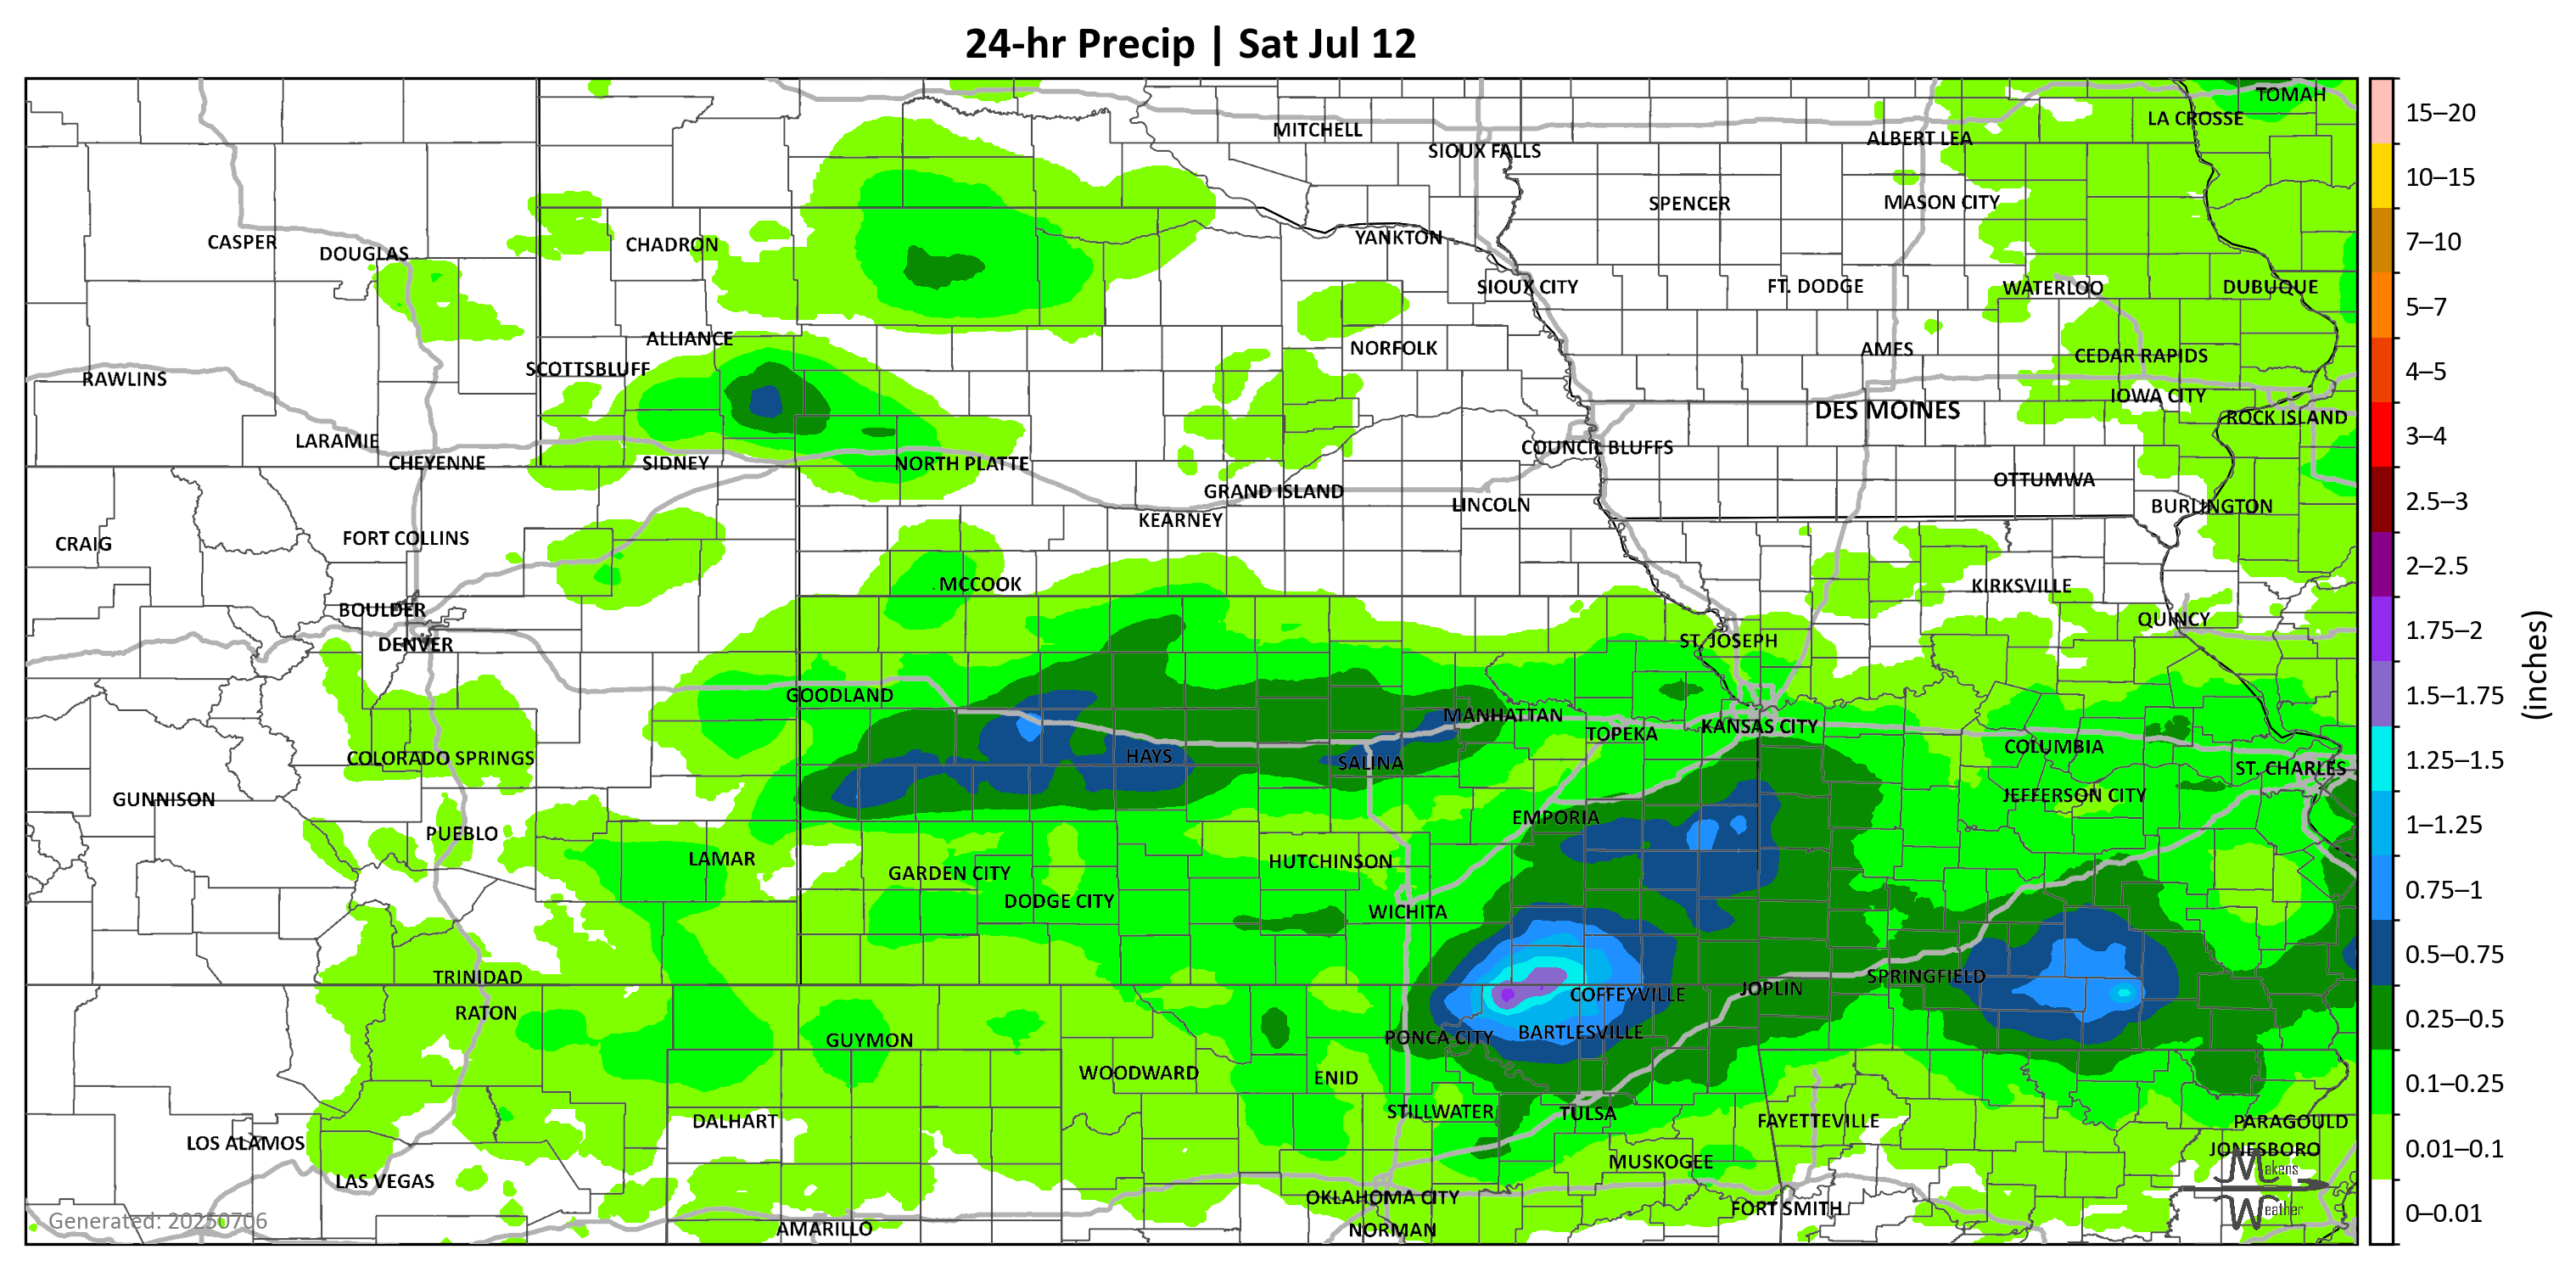 24-hr Precip | Sat Jul 12
TOMAH
LA CROSSE
MITCHELL
ALBERT LEA
SIOUX FALLS
SPENCER
MASON CITY
CASPER
DOUGLAS
CHADRON
YANKTON
SIOUX CITY
FT. DODGE
WATERLOO
DUBUQUE
ALLIANCE
NORFOLK
AMES
CEDAR RAPIDS
SCOTTSBLUFF
RAWLINS
IOWA CITY
DES MOINES
ROCK ISLAND
LARAMIE
COUNCIL BLUFFS
CHEYENNE
SIDNEY
NORTH PLATTE
OTTUMWA
GRAND ISLAND
LINCOLN
BURLINGTON
KEARNEY
CRAIG
FORT COLLINS
MCCOOK
KIRKSVILLE
BOULDER
QUINCY
DENVER
ST. JOSEPH
GOODLAND
MANHATTAN
KANSAS CITY
TOPEKA
COLUMBIA
COLORADO SPRINGS
HAYS
SALINA
ST. CHARLES
GUNNISON
JEFFERSON CITY
EMPORIA
PUEBLO
LAMAR
HUTCHINSON
GARDEN CITY
DODGE CITY
WICHITA
TRINIDAD
SPRINGFIELD
JOPLIN
COFFEYVILLE
RATON
BARTLESVILLE
PONCA CITY
GUYMON
WOODWARD
ENID
STILLWATER
TULSA
DALHART
FAYETTEVILLE
PARAGOULD
LOS ALAMOS
JONESBORO
MUSKOGEE
LAS VEGAS
OKLAHOMA CITY
FORT SMITH
AMARILLO
NORMAN
Generated: 20250706
Makens
Weather
15–20
10–15
7–10
5–7
4–5
3–4
2.5–3
2–2.5
1.75–2
1.5–1.75
1.25–1.5
1–1.25
0.75–1
0.5–0.75
0.25–0.5
0.1–0.25
0.01–0.1
0–0.01
(inches)